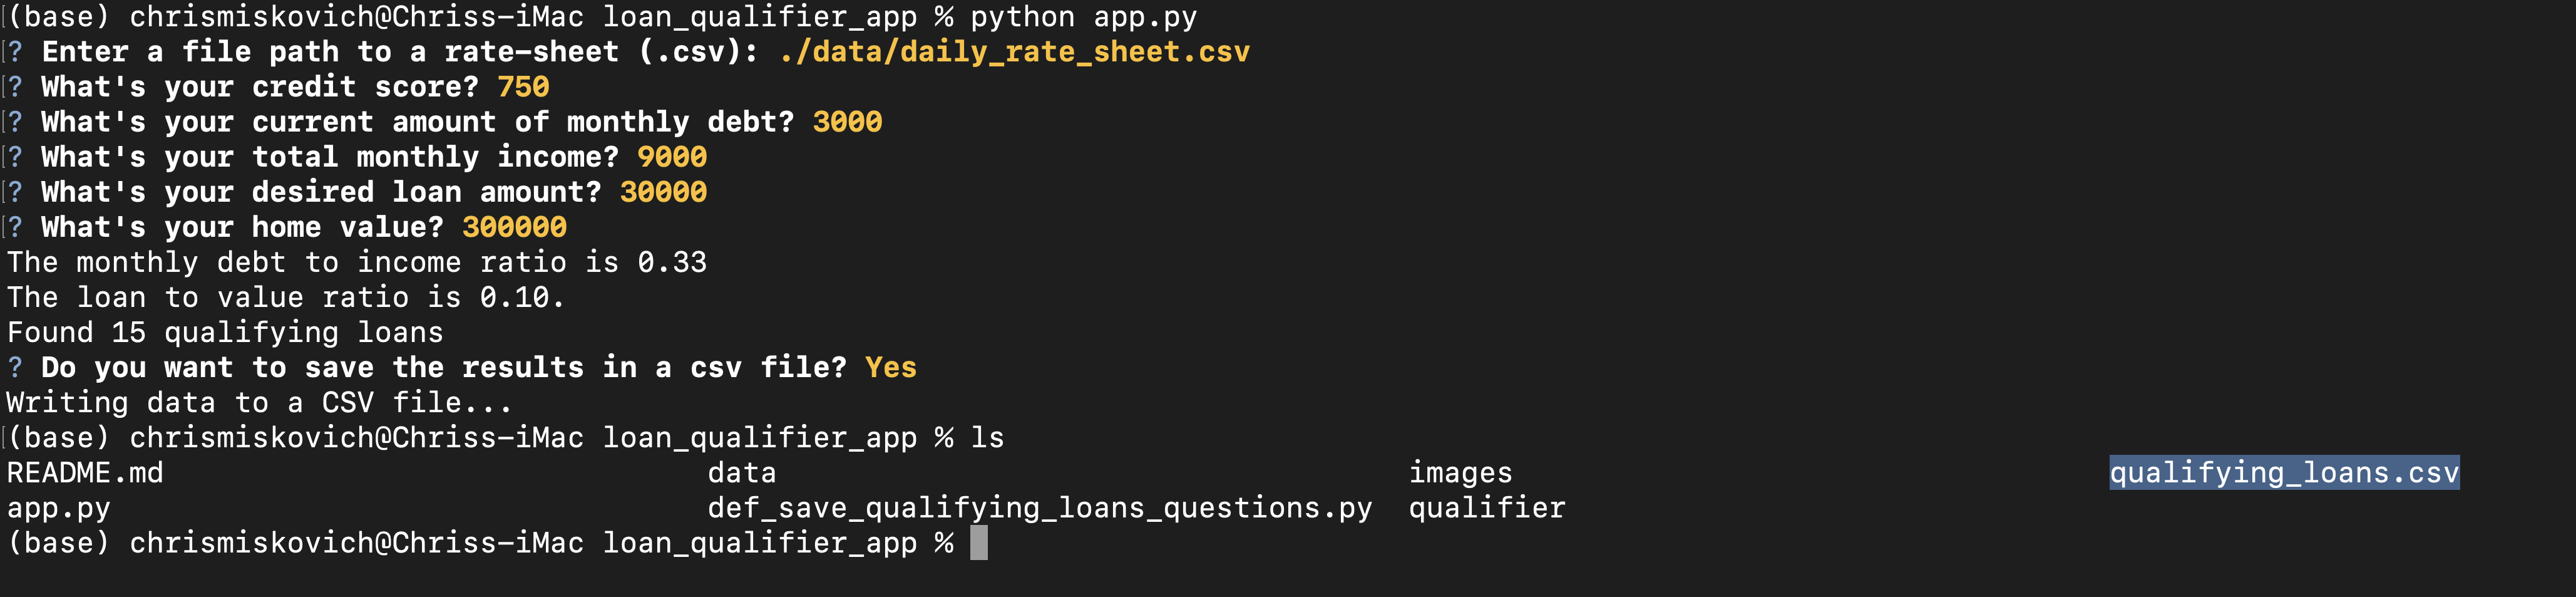 (base) chrismiskovich@Chriss-iMac loan_qualifier_app % python app.py
? Enter a file path to a rate-sheet (.csv): ./data/daily_rate_sheet.csv
? What's your credit score? 750
? What's your current amount of monthly debt? 3000
? What's your total monthly income? 9000
? What's your desired loan amount? 30000
? What's your home value? 300000
The monthly debt to income ratio is 0.33
The loan to value ratio is 0.10.
Found 15 qualifying loans
? Do you want to save the results in a csv file? Yes
Writing data to a CSV file...
(base) chrismiskovich@Chriss-iMac loan_qualifier_app % ls
README.md data images qualifying_loans.csv
app.py def_save_qualifying_loans_questions.py qualifier
(base) chrismiskovich@Chriss-iMac loan_qualifier_app %